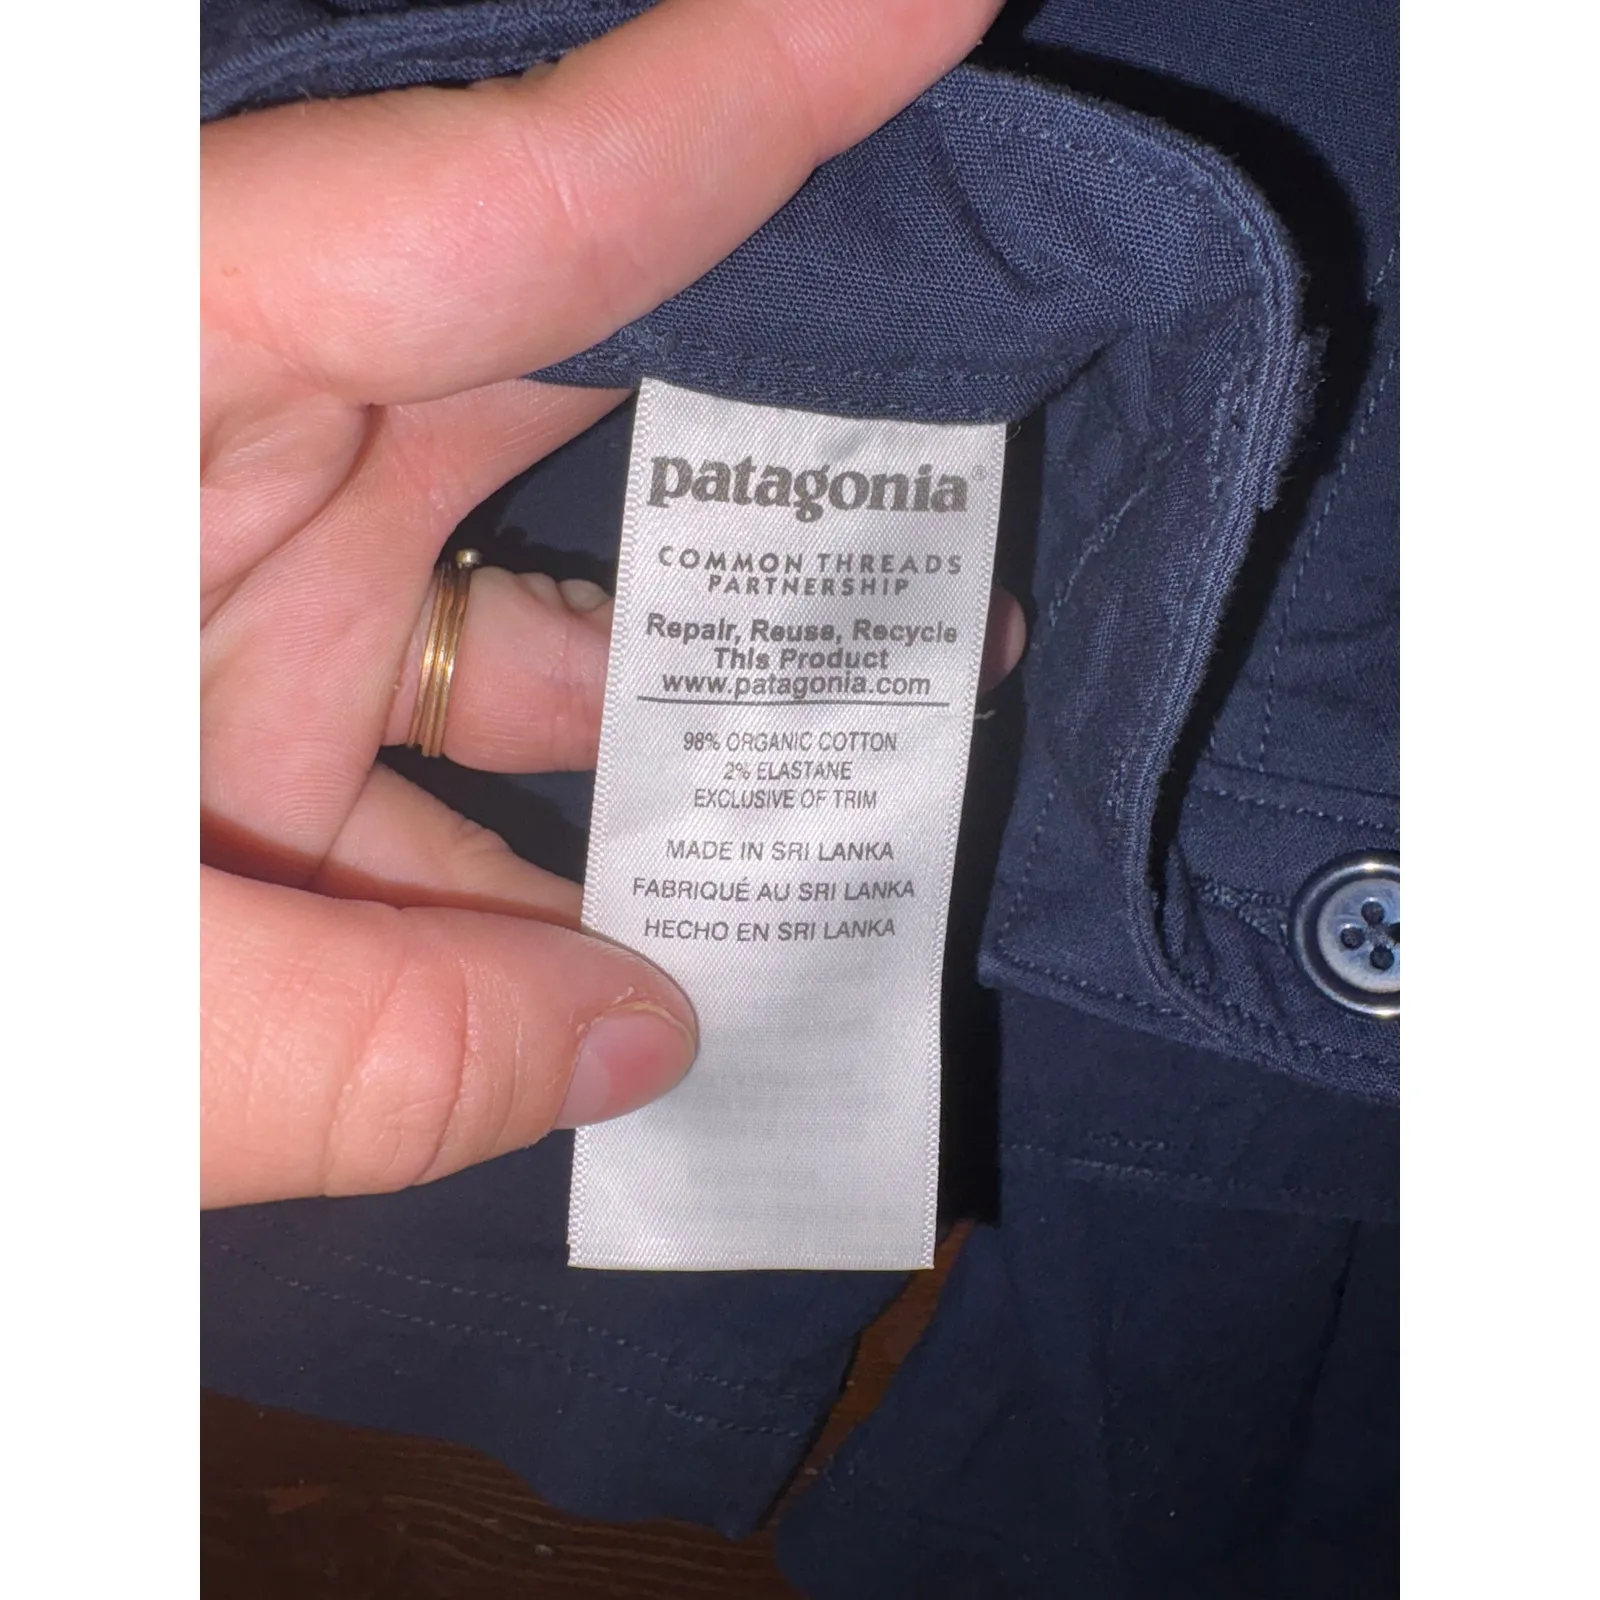 patagonia®
COMMON THREADS
PARTNERSHIP
Repair, Reuse, Recycle
This Product
www.patagonia.com
98% ORGANIC COTTON
2% ELASTANE
EXCLUSIVE OF TRIM
MADE IN SRI LANKA
FABRIQUÉ AU SRI LANKA
HECHO EN SRI LANKA